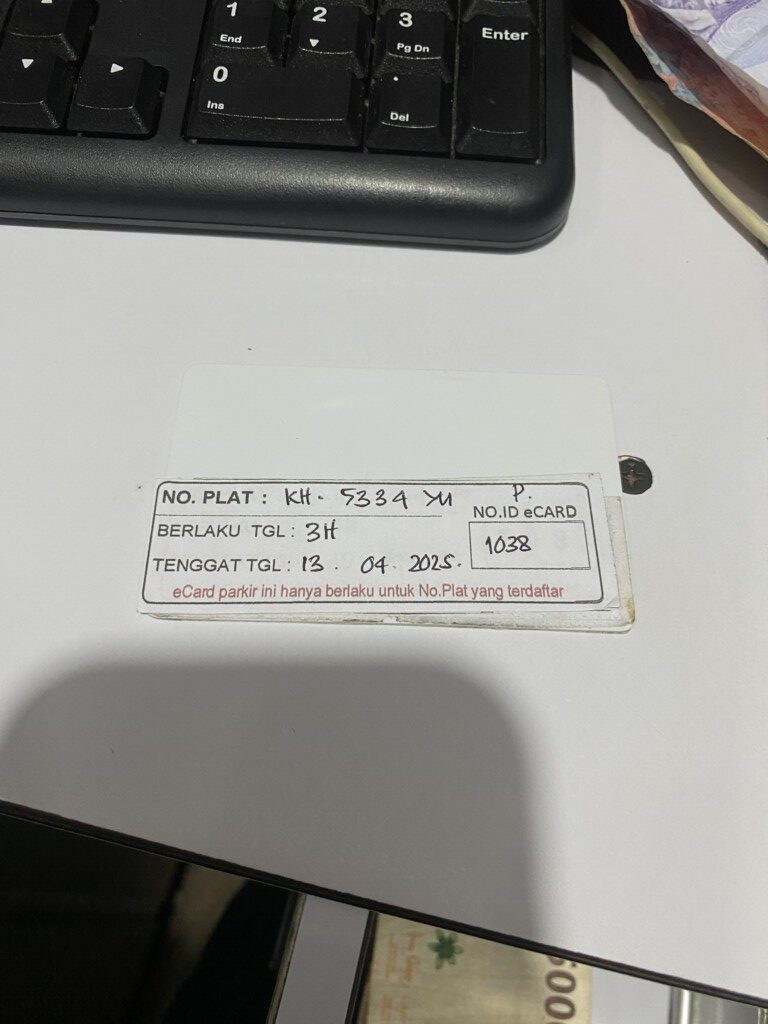 1 2 3 Enter
End Pg Dn
0 .
Ins Del
P.
NO. PLAT : KH. 5334 YU
NO.ID eCARD
BERLAKU TGL : 3H
1038
TENGGAT TGL : 13 . 04 . 2025.
eCard parkir ini hanya berlaku untuk No.Plat yang terdaftar